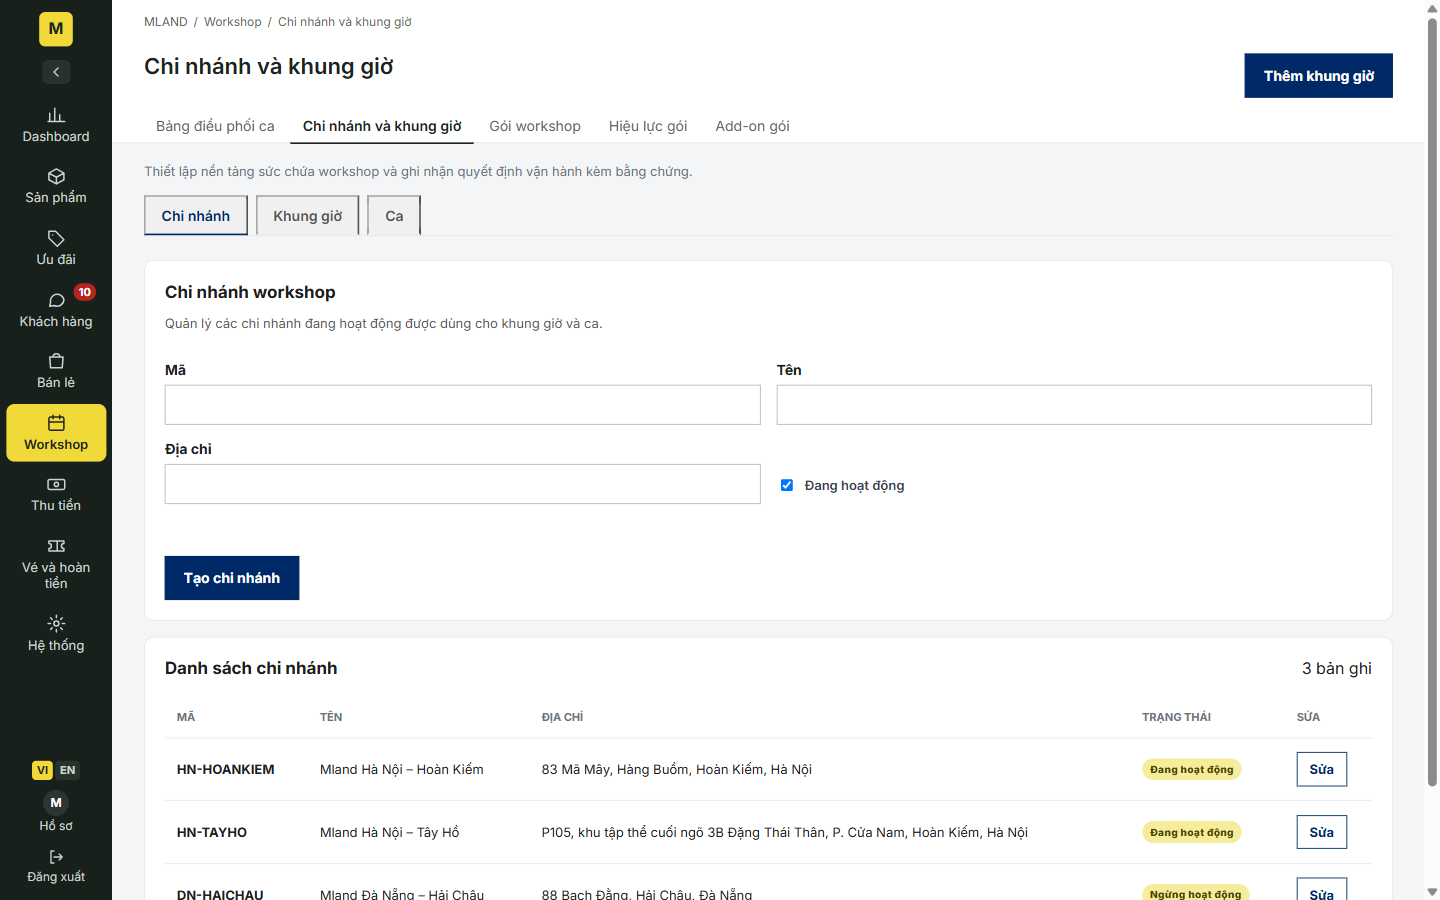 M
MLAND / Workshop / Chi nhánh và khung giờ
Chi nhánh và khung giờ
Thêm khung giờ
Bảng điều phối ca
Chi nhánh và khung giờ
Gói workshop
Hiệu lực gói
Add-on gói
Dashboard
Sản phẩm
Ưu đãi
10
Khách hàng
Bán lẻ
Workshop
Thu tiền
Vé và hoàn
tiền
Hệ thống
VI EN
M
Hồ sơ
Đăng xuất
Thiết lập nền tảng sức chứa workshop và ghi nhận quyết định vận hành kèm bằng chứng.
Chi nhánh
Khung giờ
Ca
Chi nhánh workshop
Quản lý các chi nhánh đang hoạt động được dùng cho khung giờ và ca.
Mã
Tên
Địa chỉ
Đang hoạt động
Tạo chi nhánh
Danh sách chi nhánh
3 bản ghi
MÃ TÊN ĐỊA CHỈ TRẠNG THÁI SỬA
HN-HOANKIEM Mland Hà Nội – Hoàn Kiếm 83 Mã Mây, Hàng Buồm, Hoàn Kiếm, Hà Nội Đang hoạt động Sửa
HN-TAYHO Mland Hà Nội – Tây Hồ P105, khu tập thể cuối ngõ 3B Đặng Thái Thân, P. Cửa Nam, Hoàn Kiếm, Hà Nội Đang hoạt động Sửa
DN-HAICHAU Mland Đà Nẵng – Hải Châu 88 Bạch Đằng, Hải Châu, Đà Nẵng Ngừng hoạt động Sửa